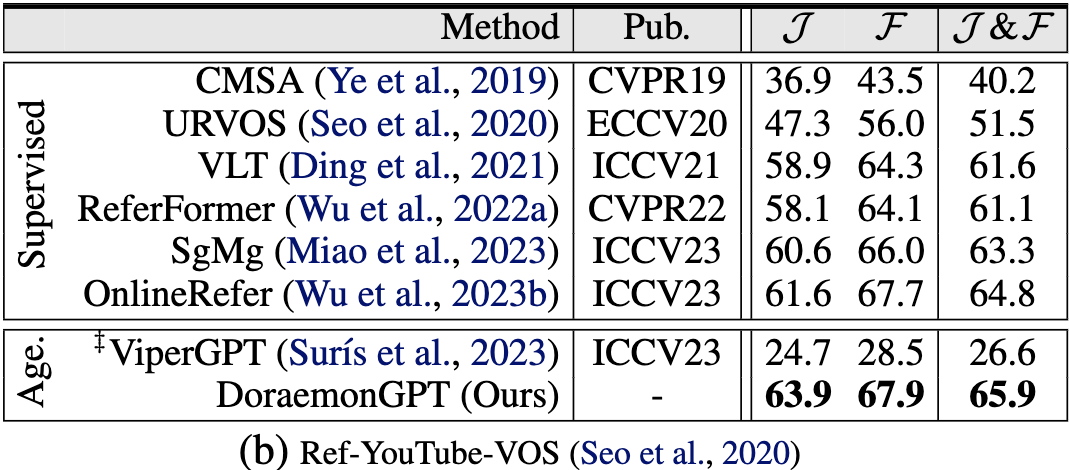 Method Pub. 𝒥 ℱ 𝒥 & ℱ
Supervised
CMSA (Ye et al., 2019) CVPR19 36.9 43.5 40.2
URVOS (Seo et al., 2020) ECCV20 47.3 56.0 51.5
VLT (Ding et al., 2021) ICCV21 58.9 64.3 61.6
ReferFormer (Wu et al., 2022a) CVPR22 58.1 64.1 61.1
SgMg (Miao et al., 2023) ICCV23 60.6 66.0 63.3
OnlineRefer (Wu et al., 2023b) ICCV23 61.6 67.7 64.8
Age.
‡ViperGPT (Surís et al., 2023) ICCV23 24.7 28.5 26.6
DoraemonGPT (Ours) - 63.9 67.9 65.9
(b) Ref-YouTube-VOS (Seo et al., 2020)